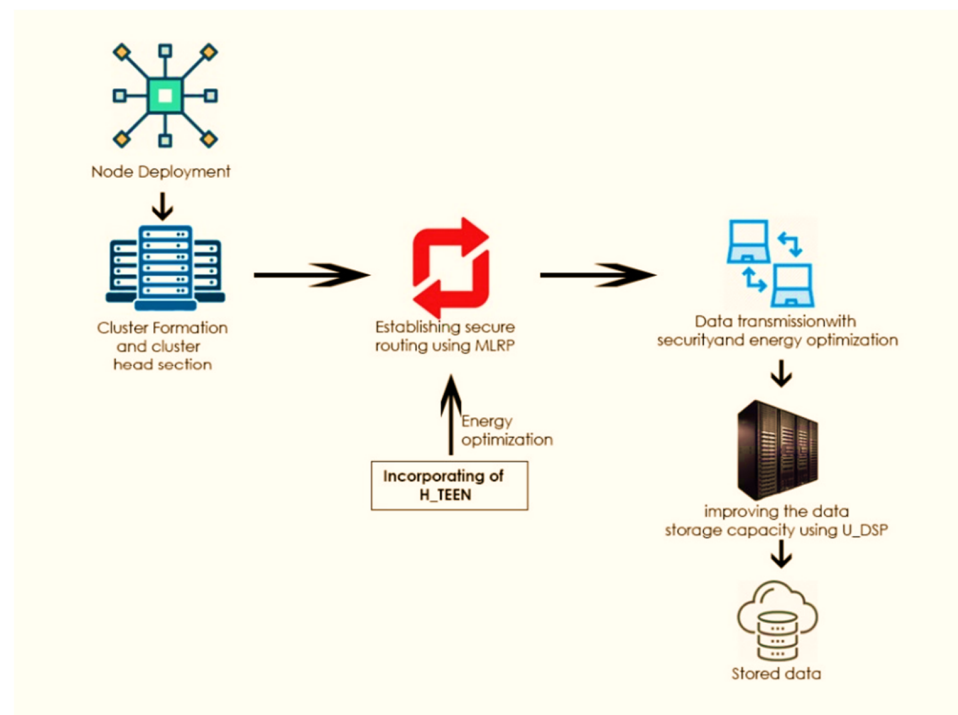 Node Deployment
Cluster Formation
and cluster
head section
Establishing secure
routing using MLRP
Energy
optimization
Incorporating of
H_TEEN
Data transmissionwith
securityand energy optimization
improving the data
storage capacity using U_DSP
Stored data